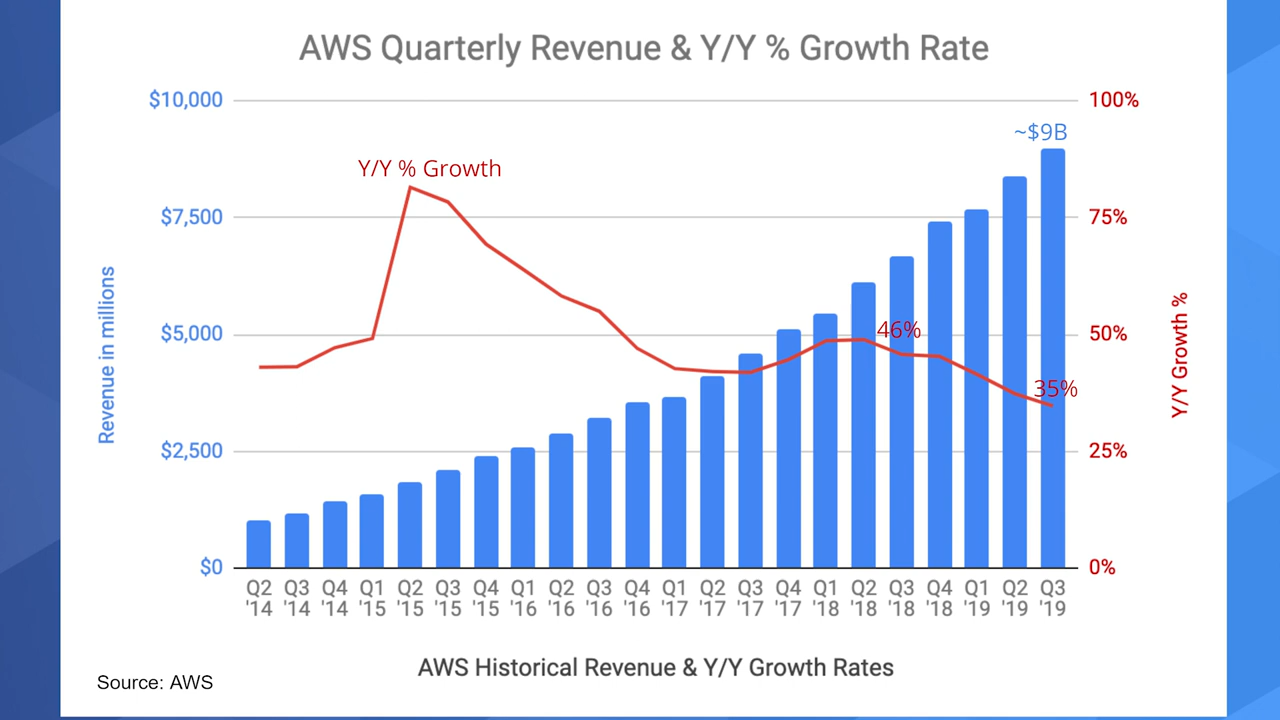 AWS Quarterly Revenue & Y/Y % Growth Rate
$10,000
100%
~$9B
Y/Y % Growth
$7,500
75%
Revenue in millions
Y/Y Growth %
$5,000
46%
50%
35%
$2,500
25%
$0
0%
Q2 Q3 Q4 Q1 Q2 Q3 Q4 Q1 Q2 Q3 Q4 Q1 Q2 Q3 Q4 Q1 Q2 Q3 Q4 Q1 Q2 Q3
'14 '14 '14 '15 '15 '15 '15 '16 '16 '16 '16 '17 '17 '17 '17 '18 '18 '18 '18 '19 '19 '19
AWS Historical Revenue & Y/Y Growth Rates
Source: AWS